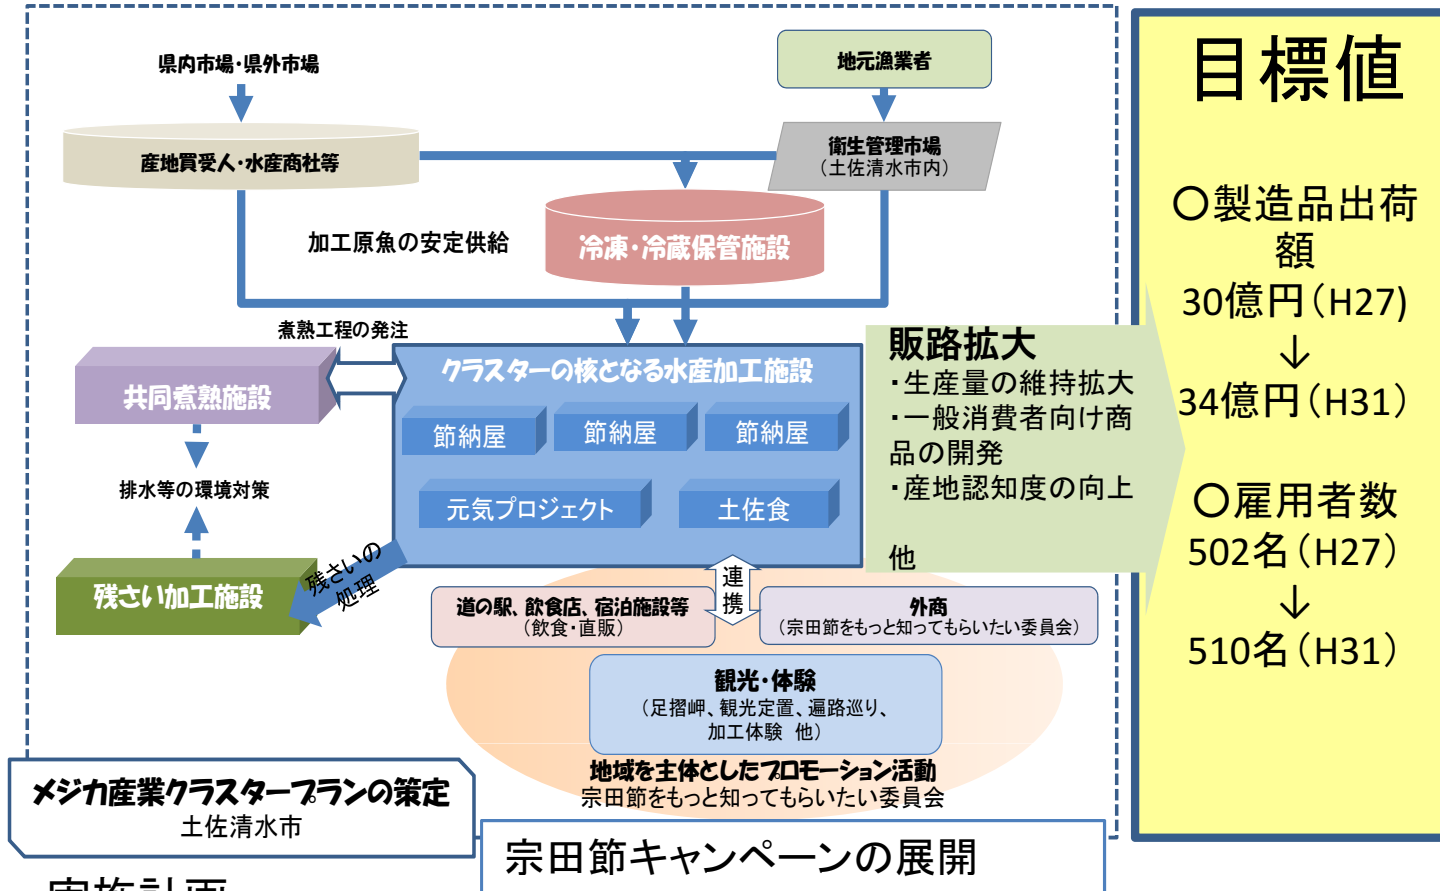 県内市場・県外市場
地元漁業者
産地買受人・水産商社等
衛生管理市場
（土佐清水市内）
加工原魚の安定供給
冷凍・冷蔵保管施設
煮熟工程の発注
共同煮熟施設
クラスターの核となる水産加工施設
節納屋
節納屋
節納屋
元気プロジェクト
土佐食
排水等の環境対策
残さい加工施設
残さいの
処理
販路拡大
・生産量の維持拡大
・一般消費者向け商
品の開発
・産地認知度の向上
他
連
携
道の駅、飲食店、宿泊施設等
（飲食・直販）
外商
（宗田節をもっと知ってもらいたい委員会）
観光・体験
（足摺岬、観光定置、遍路巡り、
加工体験 他）
地域を主体としたプロモーション活動
宗田節をもっと知ってもらいたい委員会
メジカ産業クラスタープランの策定
土佐清水市
宗田節キャンペーンの展開
実施計画
目標値
〇製造品出荷
額
30億円（H27)
↓
34億円（H31）
〇雇用者数
502名（H27）
↓
510名（H31）